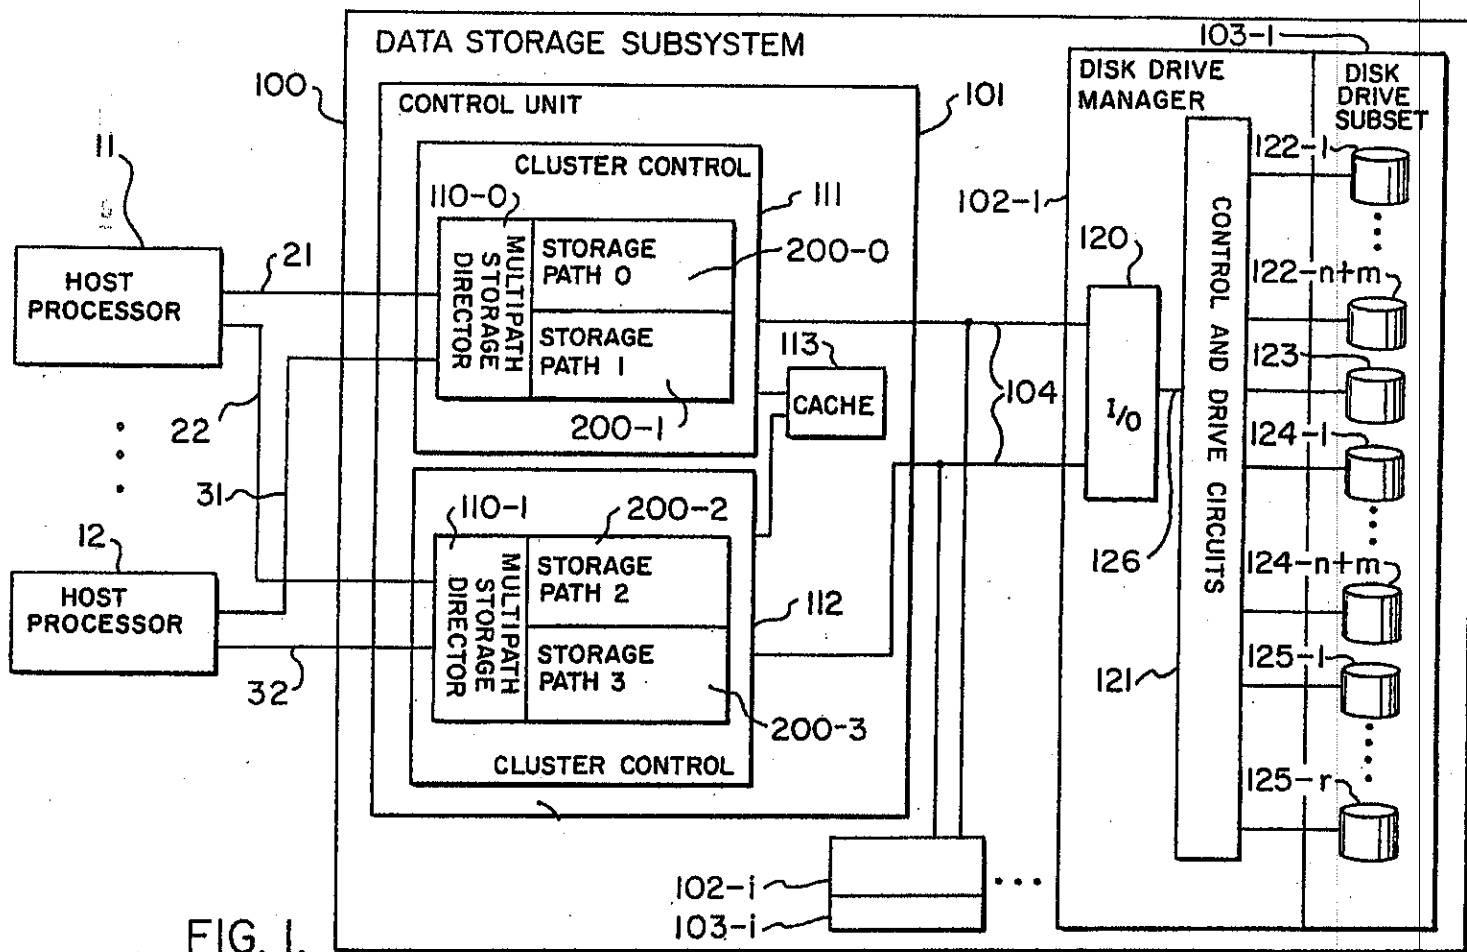 DATA STORAGE SUBSYSTEM
100
CONTROL UNIT
101
CLUSTER CONTROL
110-0
111
MULTIPATH
STORAGE
DIRECTOR
STORAGE
PATH 0
200-0
STORAGE
PATH 1
200-1
113
CACHE
104
11
HOST
PROCESSOR
21
22
31
12
HOST
PROCESSOR
32
110-1
200-2
MULTIPATH
STORAGE
DIRECTOR
STORAGE
PATH 2
112
STORAGE
PATH 3
200-3
CLUSTER CONTROL
102-i
103-i
103-1
DISK DRIVE
MANAGER
DISK
DRIVE
SUBSET
102-1
120
I/O
126
121
CONTROL AND DRIVE CIRCUITS
122-1
122-n+m
123
124-1
124-n+m
125-1
125-r
FIG. 1.